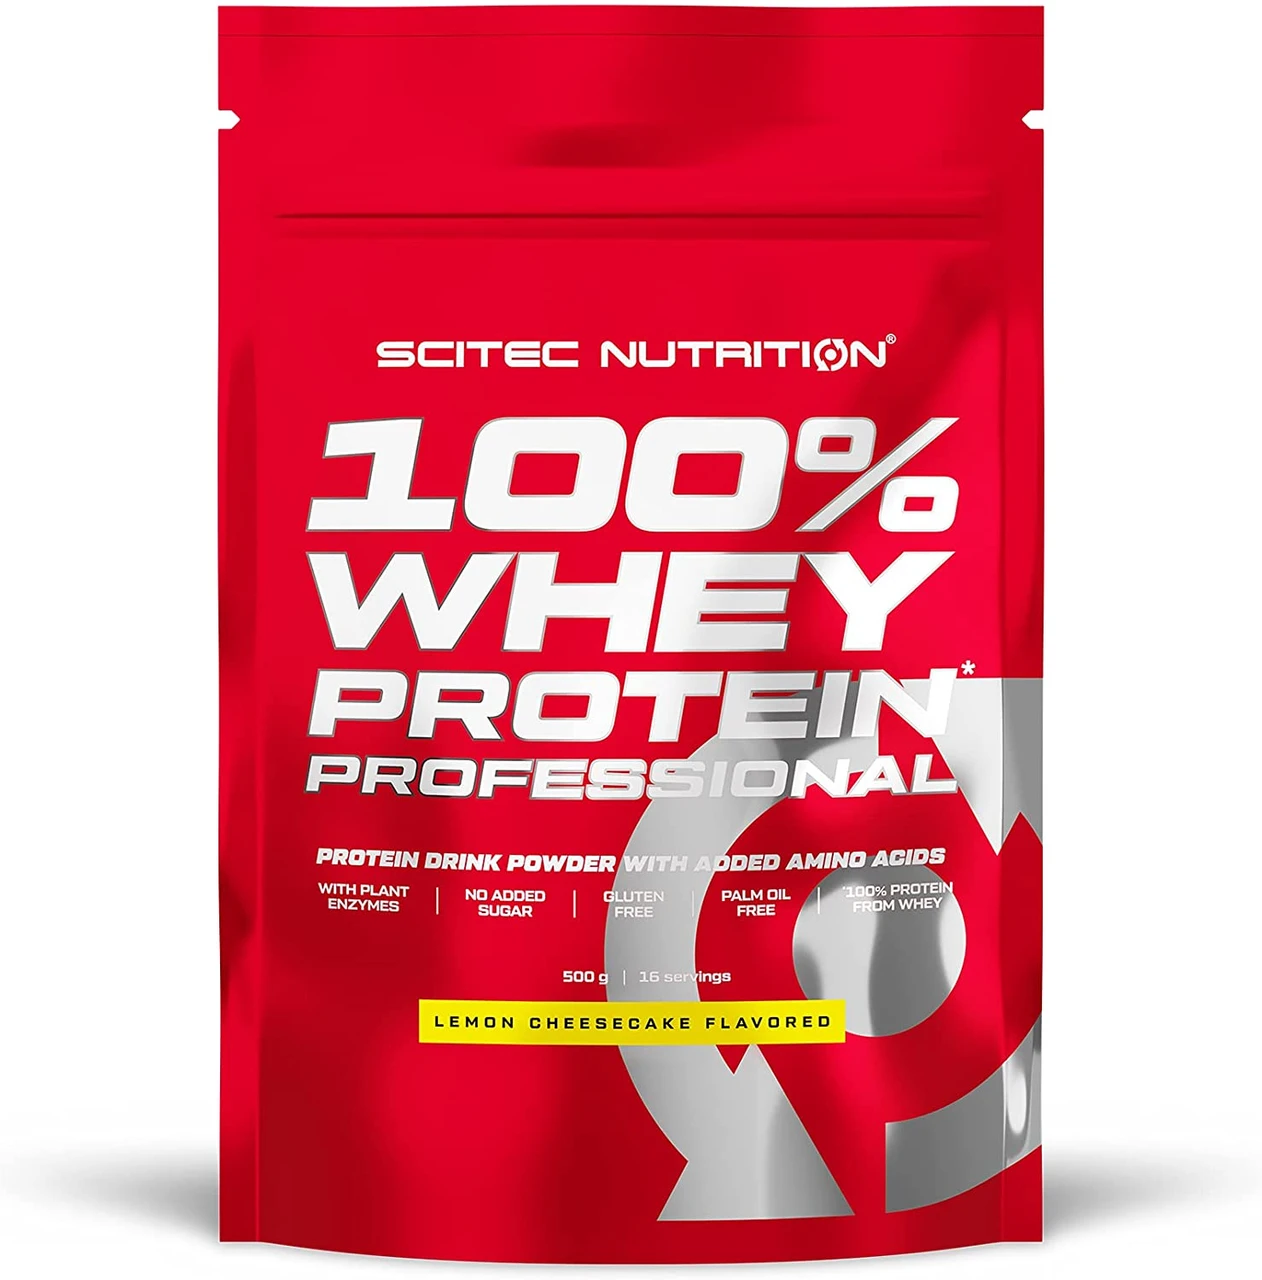 SCITEC NUTRITION®
100%
WHEY
PROTEIN*
PROFESSIONAL
PROTEIN DRINK POWDER WITH ADDED AMINO ACIDS
WITH PLANT ENZYMES | NO ADDED SUGAR | GLUTEN FREE | PALM OIL FREE | *100% PROTEIN FROM WHEY
500 g | 16 servings
LEMON CHEESECAKE FLAVORED